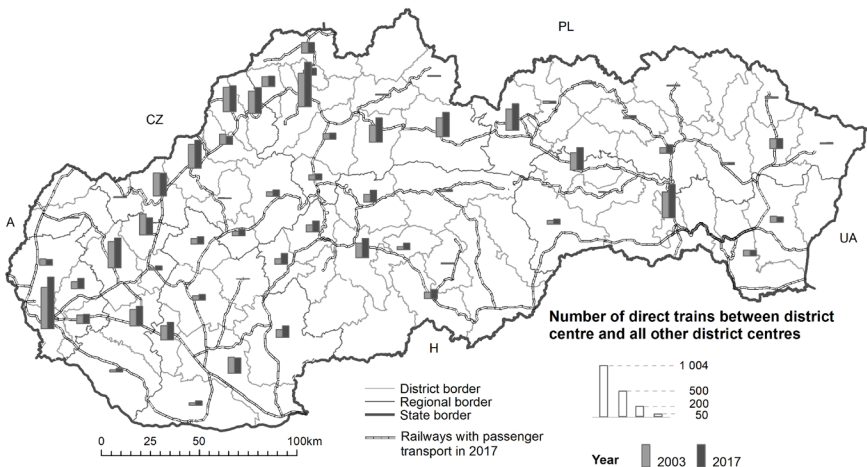 PL
CZ
A
UA
H
Number of direct trains between district
centre and all other district centres
1 004
500
200
50
District border
Regional border
State border
Railways with passenger
transport in 2017
0 25 50 100km
Year 2003 2017